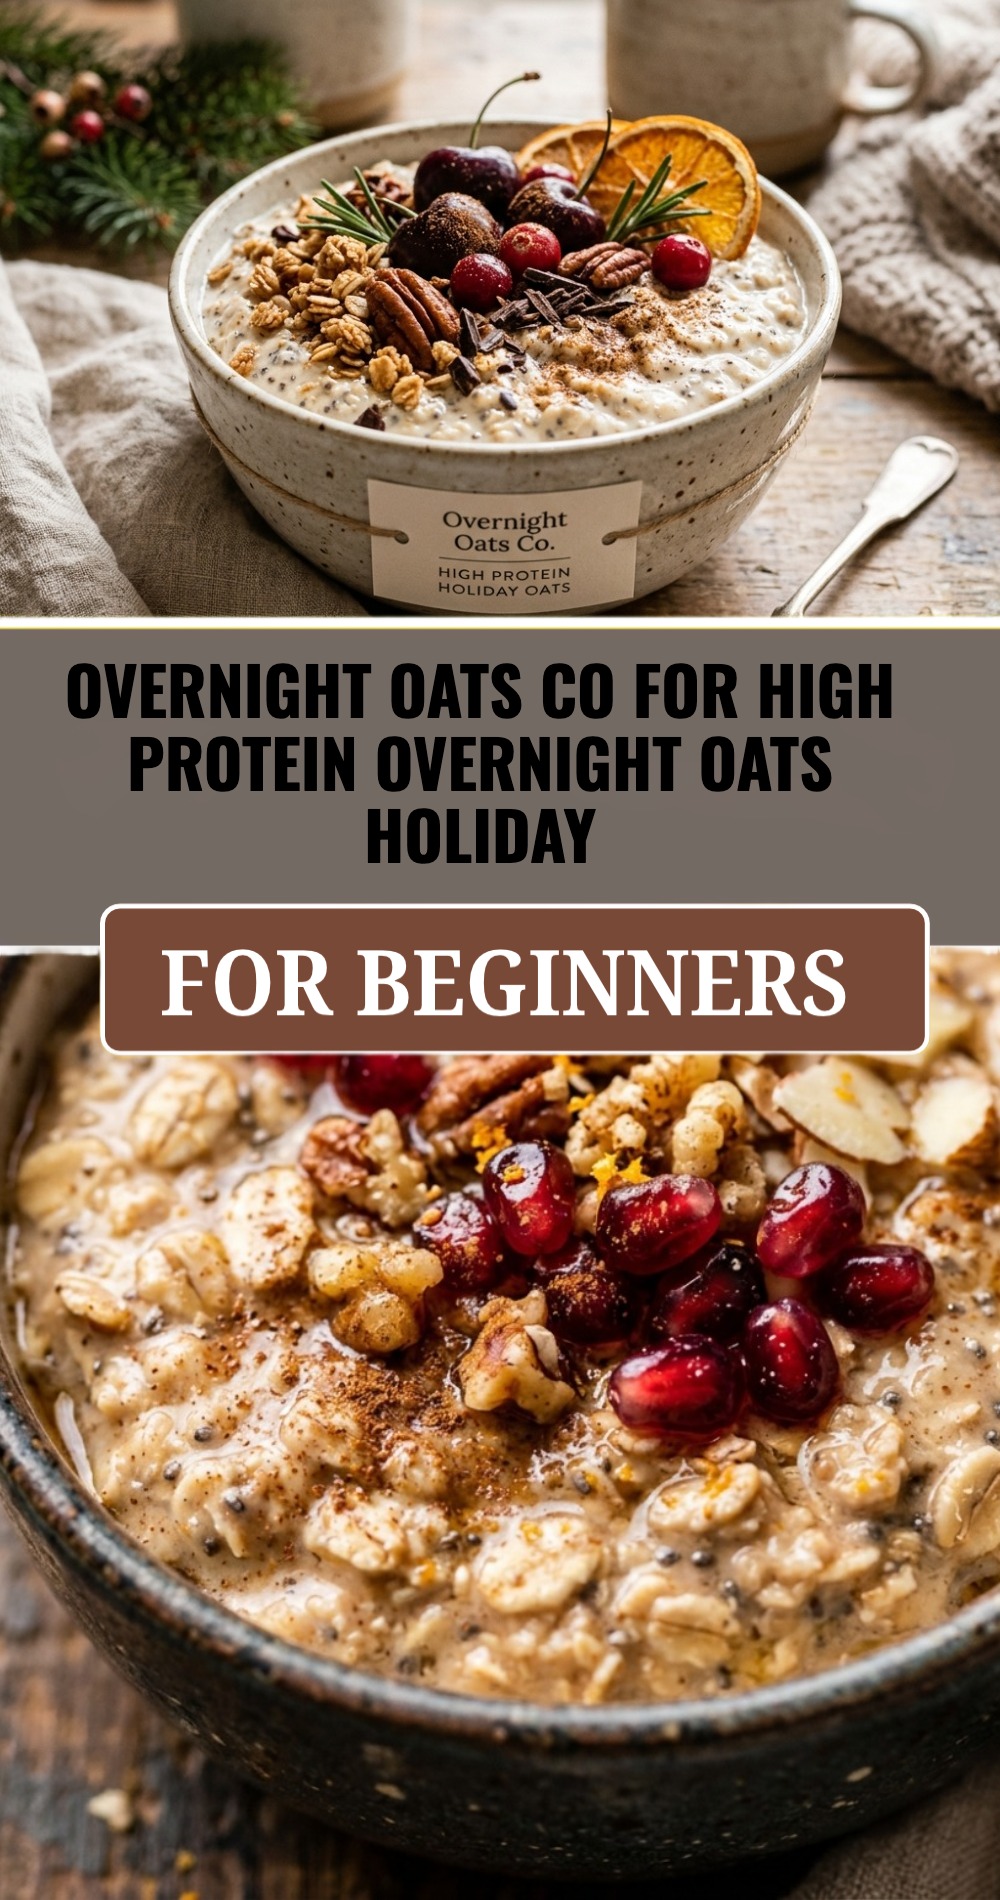 Overnight
Oats Co.
HIGH PROTEIN
HOLIDAY OATS
OVERNIGHT OATS CO FOR HIGH
PROTEIN OVERNIGHT OATS
HOLIDAY
FOR BEGINNERS